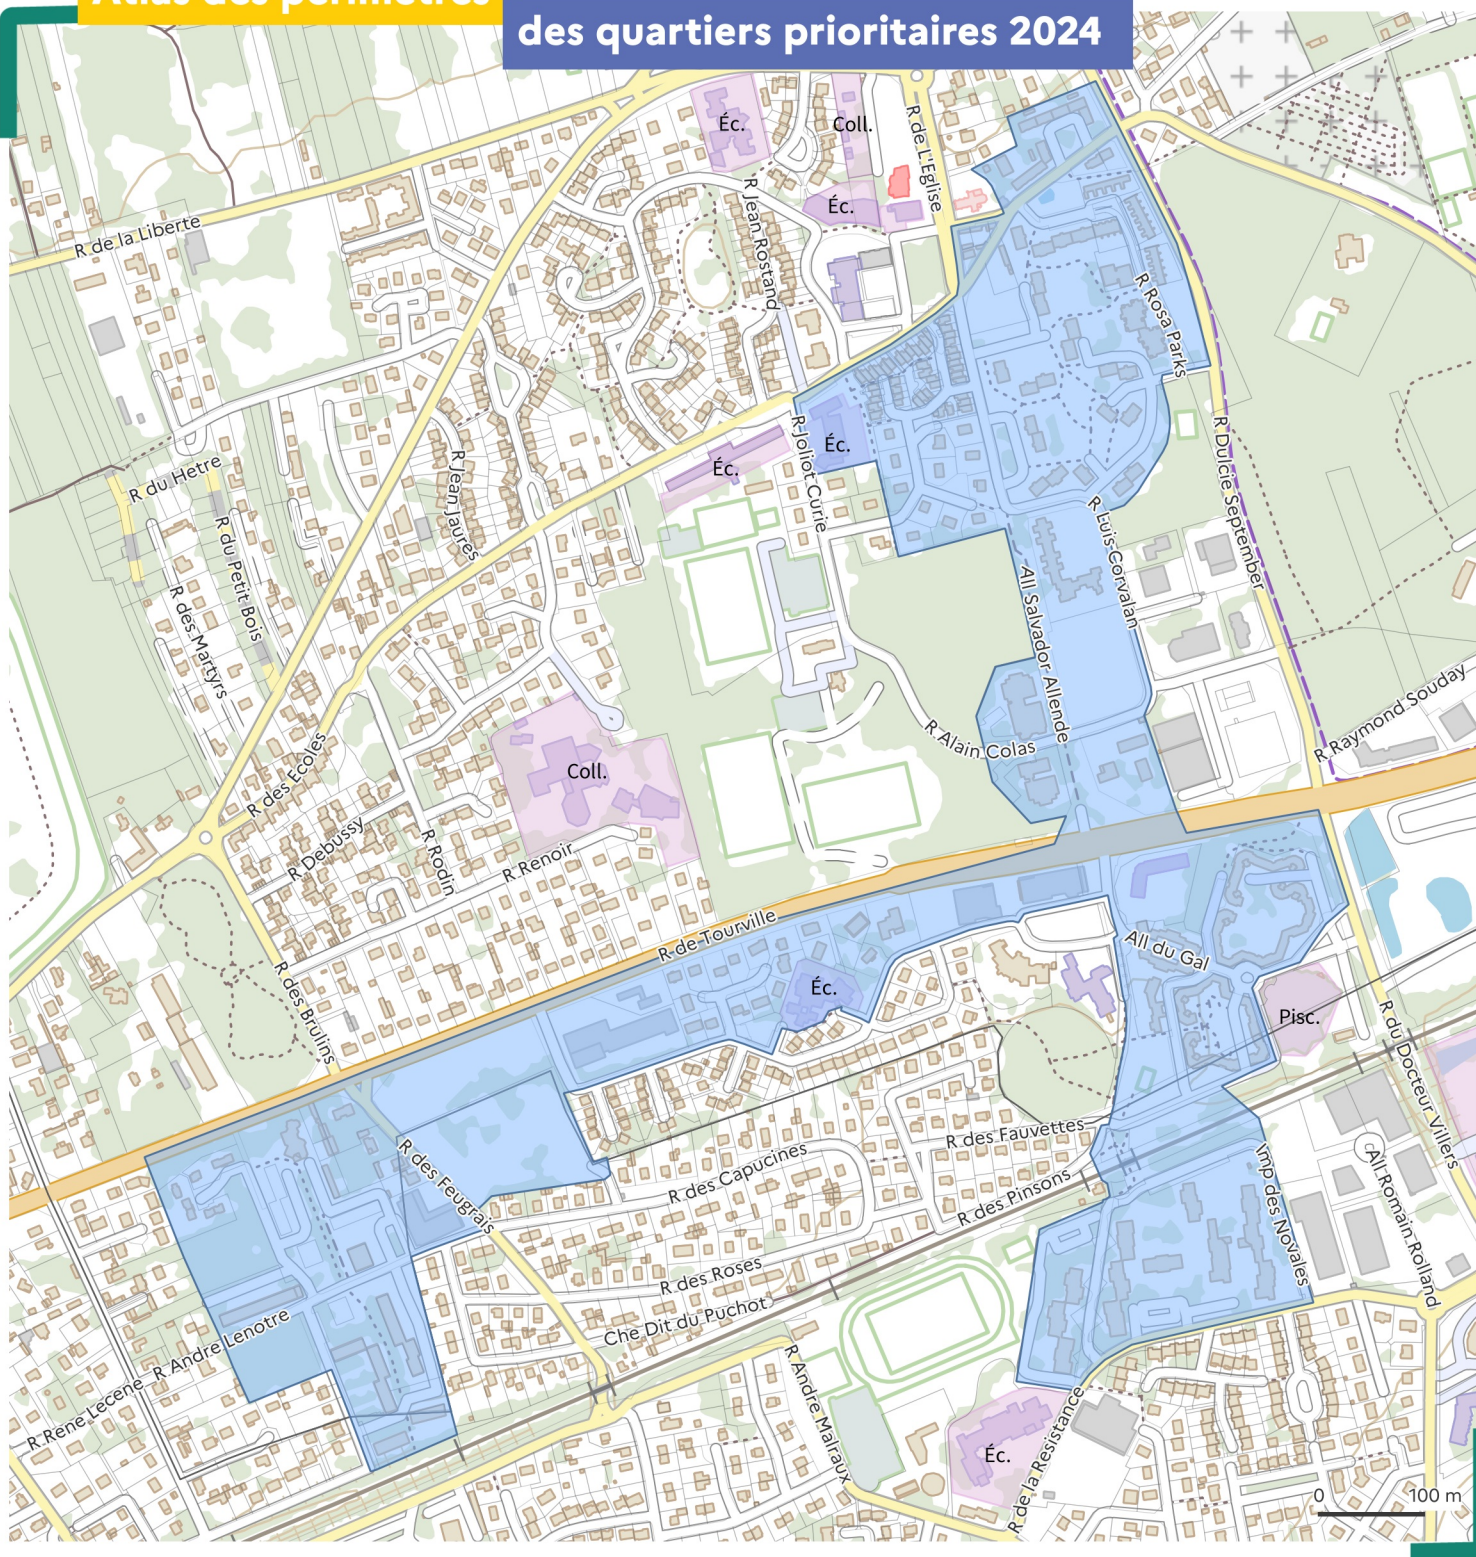 Atlas des périmètres
des quartiers prioritaires 2024
Éc.
Coll.
R de L'Eglise
Éc.
R Jean Rostand
R de la Liberte
R Rosa Parks
R Joliot Curie
Éc.
Éc.
R du Hetre
R Jean Jaures
R Dulcie September
R du Petit Bois
R Luis Corvalan
R des Martyrs
All Salvador Allende
R Raymond Souday
R Alain Colas
R des Ecoles
Coll.
R Debussy
R Rodin
R Renoir
R de Tourville
All du Gal
R des Brulins
Éc.
Pisc.
R du Docteur Villers
R des Fauvettes
R des Feugrais
R des Capucines
R des Pinsons
Imp des Novales
All Romain Rolland
R des Roses
Che Dit du Puchot
R Andre Lenotre
R Rene Lecene
R Andre Malraux
Éc.
R de la Resistance
0 100 m